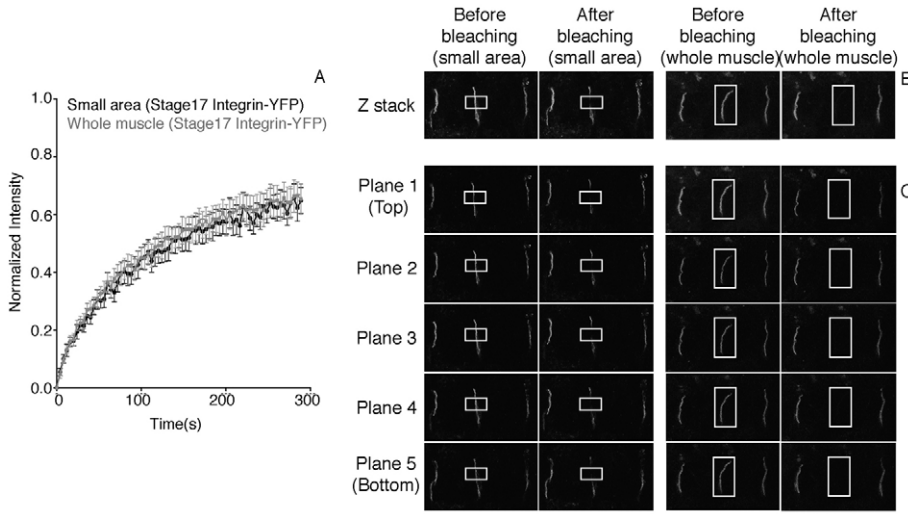 A
1.0
0.8
0.6
0.4
0.2
0.0
0
100
200
300
Normalized Intensity
Time(s)
Small area (Stage17 Integrin-YFP)
Whole muscle (Stage17 Integrin-YFP)
Before
bleaching
(small area)
After
bleaching
(small area)
Before
bleaching
(whole muscle)
After
bleaching
(whole muscle)
Z stack
Plane 1
(Top)
Plane 2
Plane 3
Plane 4
Plane 5
(Bottom)